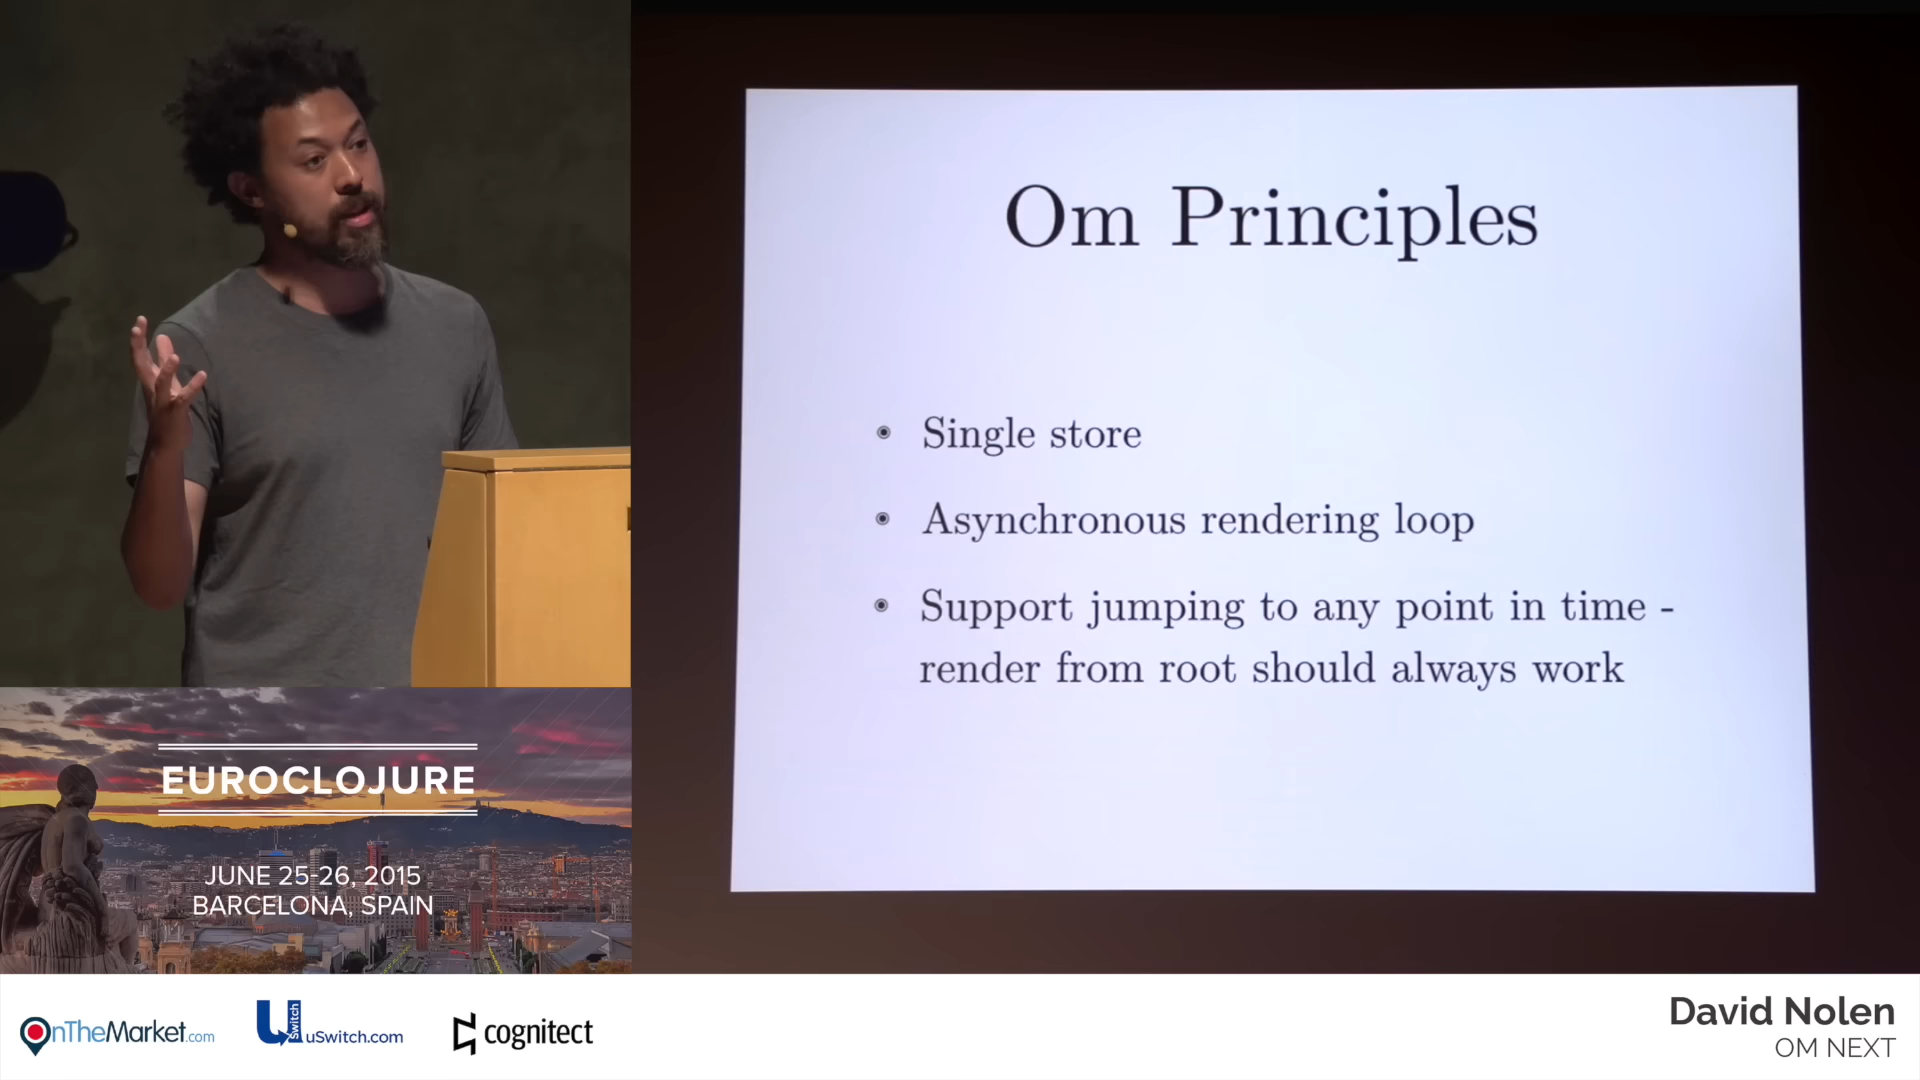 Om Principles
Single store
Asynchronous rendering loop
Support jumping to any point in time -
render from root should always work
EUROCLOJURE
JUNE 25-26, 2015
BARCELONA, SPAIN
OnTheMarket.com
uSwitch
uSwitch.com
cognitect
David Nolen
OM NEXT